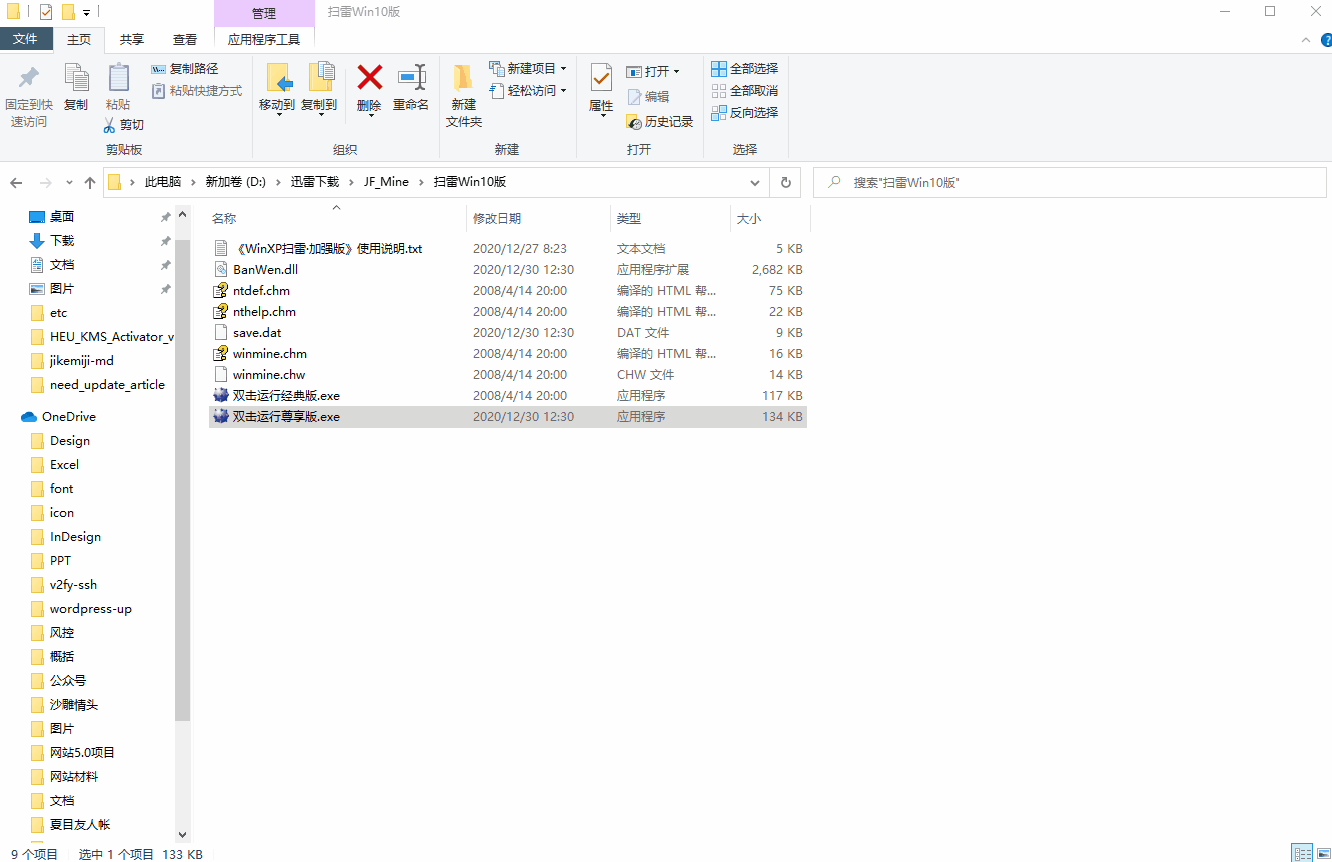 管理 扫雷Win10版
文件 主页 共享 查看 应用程序工具
固定到快速访问
复制
粘贴
复制路径
粘贴快捷方式
剪切
剪贴板
移动到
复制到
删除
重命名
组织
新建文件夹
新建项目
轻松访问
新建
属性
打开
编辑
历史记录
打开
全部选择
全部取消
反向选择
选择
此电脑 › 新加卷 (D:) › 迅雷下载 › JF_Mine › 扫雷Win10版
搜索"扫雷Win10版"
桌面
下载
文档
图片
etc
HEU_KMS_Activator_v
jikemiji-md
need_update_article
OneDrive
Design
Excel
font
icon
InDesign
PPT
v2fy-ssh
wordpress-up
风控
概括
公众号
沙雕情头
图片
网站5.0项目
网站材料
文档
夏目友人帐
名称 修改日期 类型 大小
《WinXP扫雷·加强版》使用说明.txt 2020/12/27 8:23 文本文档 5 KB
BanWen.dll 2020/12/30 12:30 应用程序扩展 2,682 KB
ntdef.chm 2008/4/14 20:00 编译的 HTML 帮... 75 KB
nthelp.chm 2008/4/14 20:00 编译的 HTML 帮... 22 KB
save.dat 2020/12/30 12:30 DAT 文件 9 KB
winmine.chm 2008/4/14 20:00 编译的 HTML 帮... 16 KB
winmine.chw 2008/4/14 20:00 CHW 文件 14 KB
双击运行经典版.exe 2008/4/14 20:00 应用程序 117 KB
双击运行尊享版.exe 2020/12/30 12:30 应用程序 134 KB
9 个项目 选中 1 个项目 133 KB